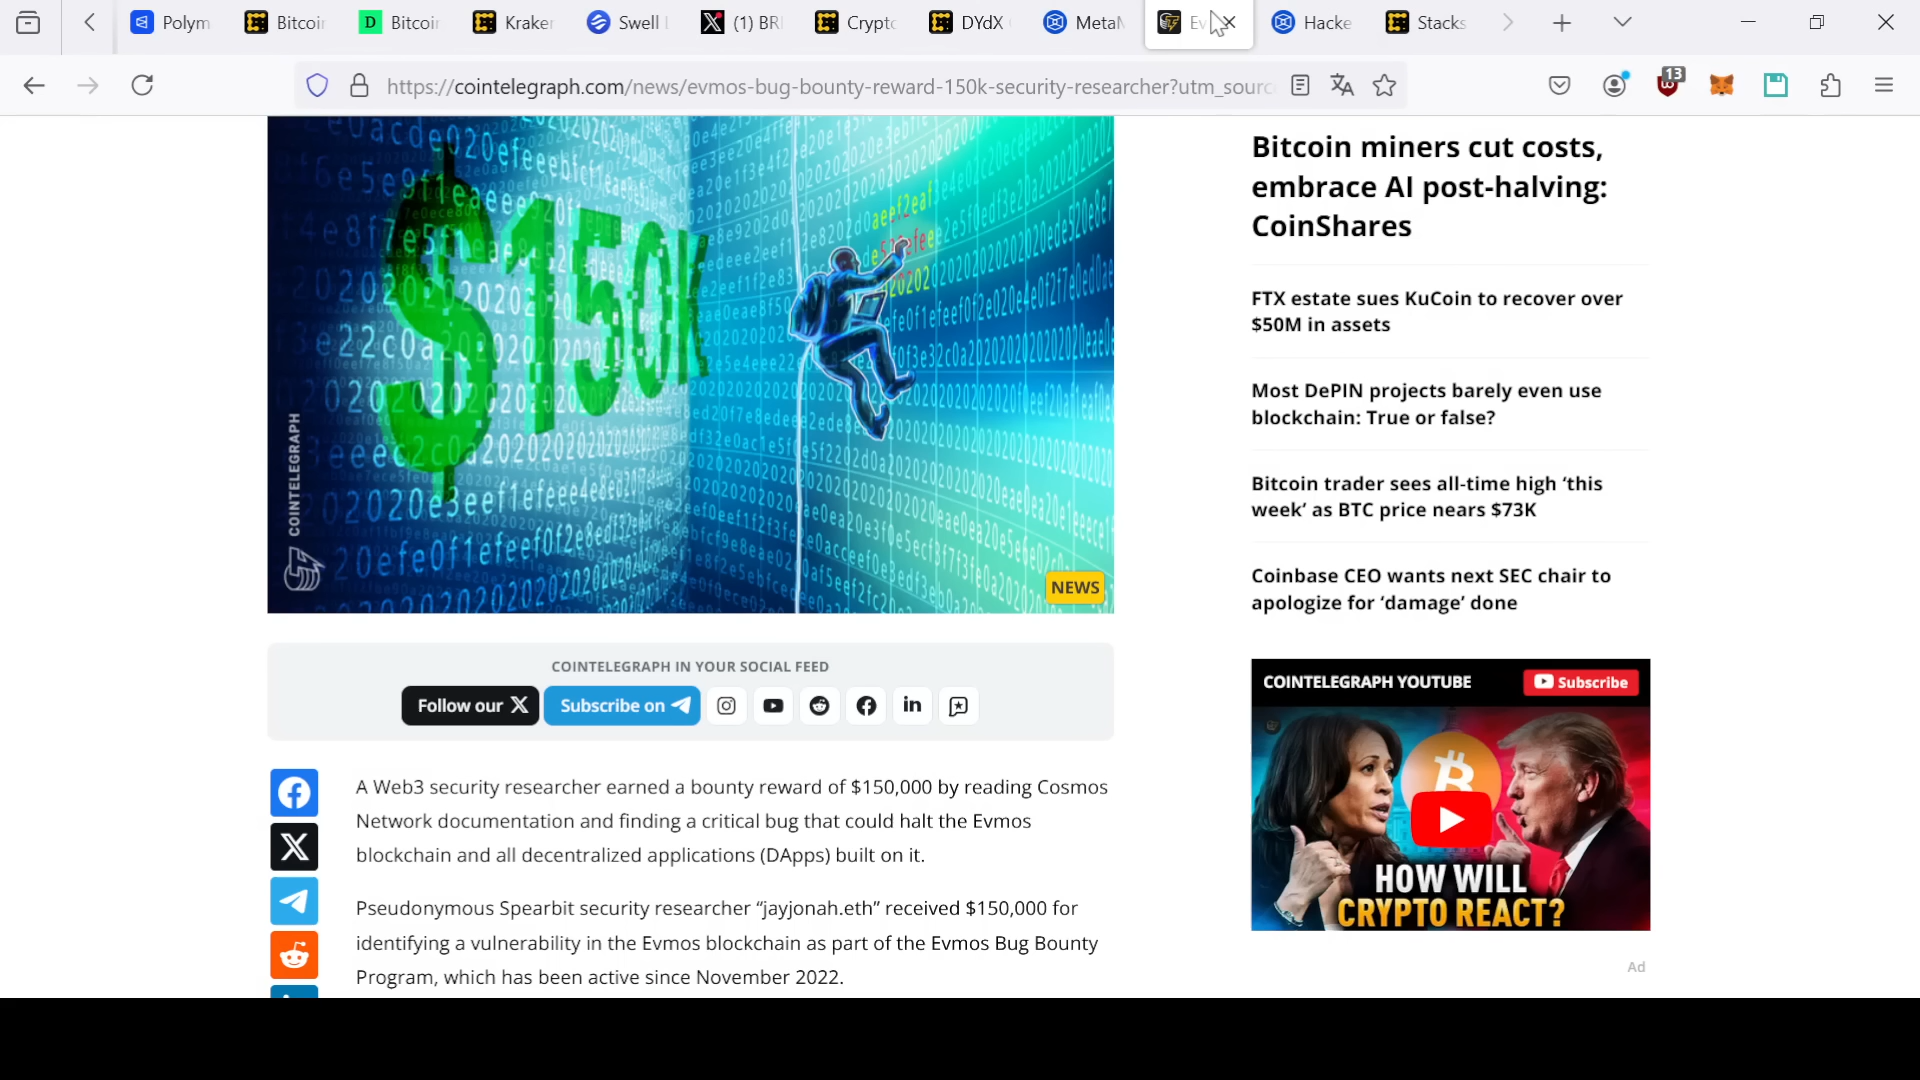 Polym
Bitcoin
D
Bitcoin
Kraken
Swell
(1) BRI
Crypto
DYdX
MetaM
Ev
Hacke
Stacks
https://cointelegraph.com/news/evmos-bug-bounty-reward-150k-security-researcher?utm_sourc
13
$150K
COINTELEGRAPH
NEWS
COINTELEGRAPH IN YOUR SOCIAL FEED
Follow our X
Subscribe on
A Web3 security researcher earned a bounty reward of $150,000 by reading Cosmos
Network documentation and finding a critical bug that could halt the Evmos
blockchain and all decentralized applications (DApps) built on it.
Pseudonymous Spearbit security researcher “jayjonah.eth” received $150,000 for
identifying a vulnerability in the Evmos blockchain as part of the Evmos Bug Bounty
Program, which has been active since November 2022.
Bitcoin miners cut costs,
embrace AI post-halving:
CoinShares
FTX estate sues KuCoin to recover over
$50M in assets
Most DePIN projects barely even use
blockchain: True or false?
Bitcoin trader sees all-time high ‘this
week’ as BTC price nears $73K
Coinbase CEO wants next SEC chair to
apologize for ‘damage’ done
COINTELEGRAPH YOUTUBE
Subscribe
HOW WILL
CRYPTO REACT?
Ad